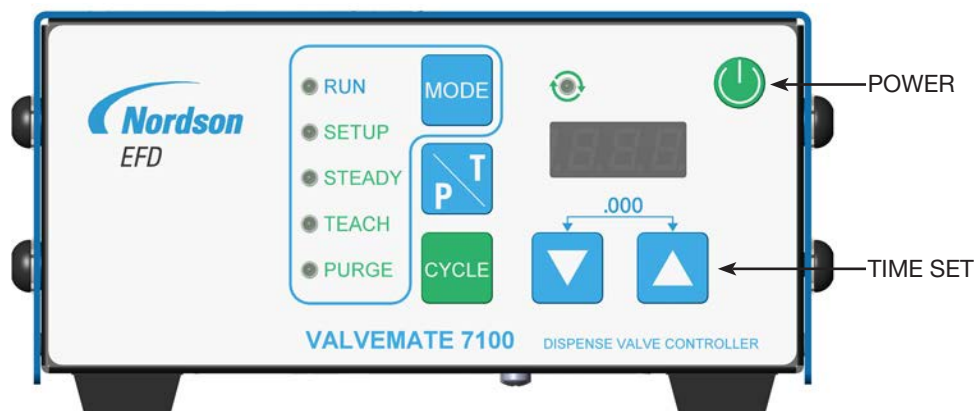 Nordson
EFD
RUN
SETUP
STEADY
TEACH
PURGE
MODE
P T
CYCLE
.000
POWER
TIME SET
VALVEMATE 7100
DISPENSE VALVE CONTROLLER